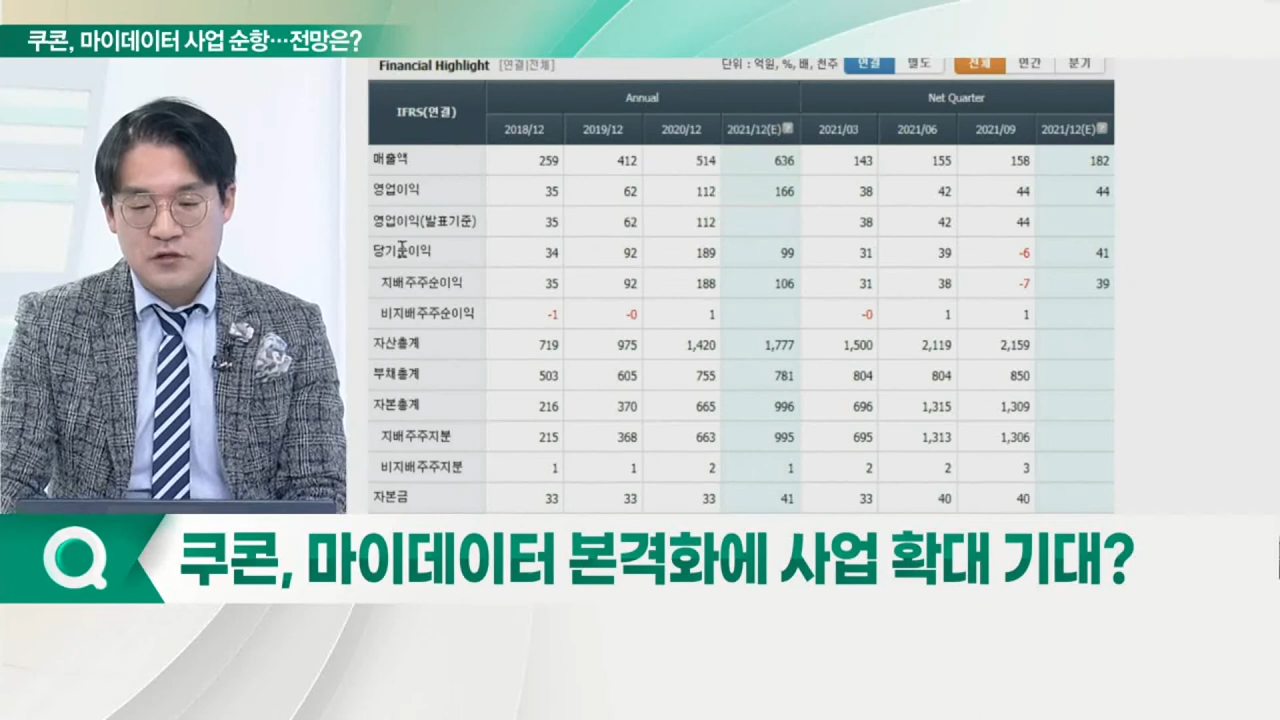 쿠콘, 마이데이터 사업 순항…전망은?
Financial Highlight [연결|전체] 단위 : 억원, %, 배, 천주 연결 별도 전체 연간 분기
IFRS(연결) Annual Net Quarter
2018/12 2019/12 2020/12 2021/12(E) 2021/03 2021/06 2021/09 2021/12(E)
매출액 259 412 514 636 143 155 158 182
영업이익 35 62 112 166 38 42 44 44
영업이익(발표기준) 35 62 112 38 42 44
당기순이익 34 92 189 99 31 39 -6 41
지배주주순이익 35 92 188 106 31 38 -7 39
비지배주주순이익 -1 -0 1 -0 1 1
자산총계 719 975 1,420 1,777 1,500 2,119 2,159
부채총계 503 605 755 781 804 804 850
자본총계 216 370 665 996 696 1,315 1,309
지배주주지분 215 368 663 995 695 1,313 1,306
비지배주주지분 1 1 2 1 2 2 3
자본금 33 33 33 41 33 40 40
쿠콘, 마이데이터 본격화에 사업 확대 기대?